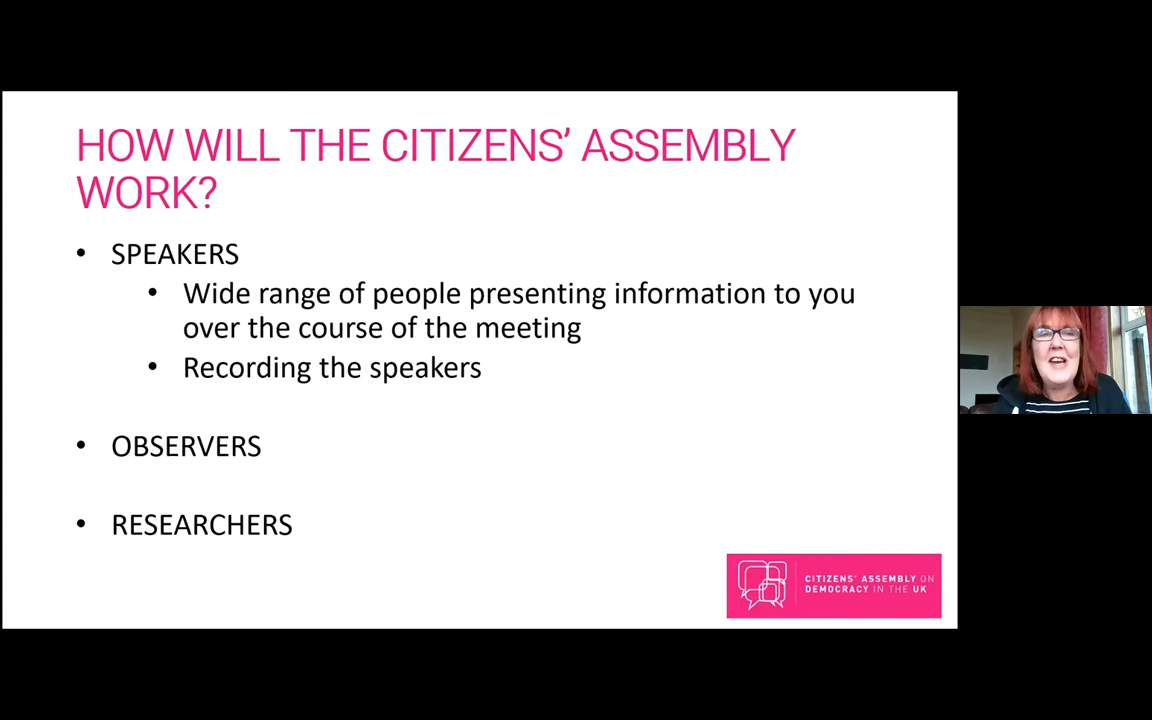 HOW WILL THE CITIZENS’ ASSEMBLY
WORK?
• SPEAKERS
• Wide range of people presenting information to you
over the course of the meeting
• Recording the speakers
• OBSERVERS
• RESEARCHERS
CITIZENS’ ASSEMBLY ON
DEMOCRACY IN THE UK